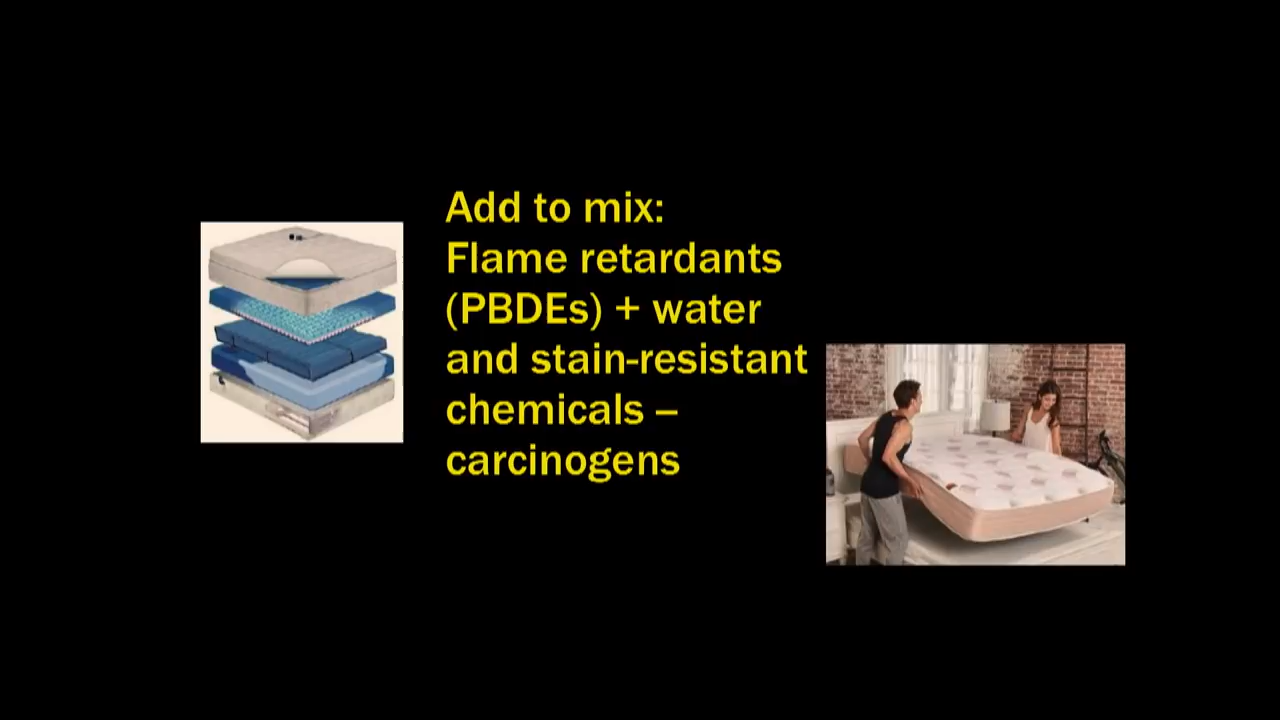 Add to mix:
Flame retardants
(PBDEs) + water
and stain-resistant
chemicals –
carcinogens